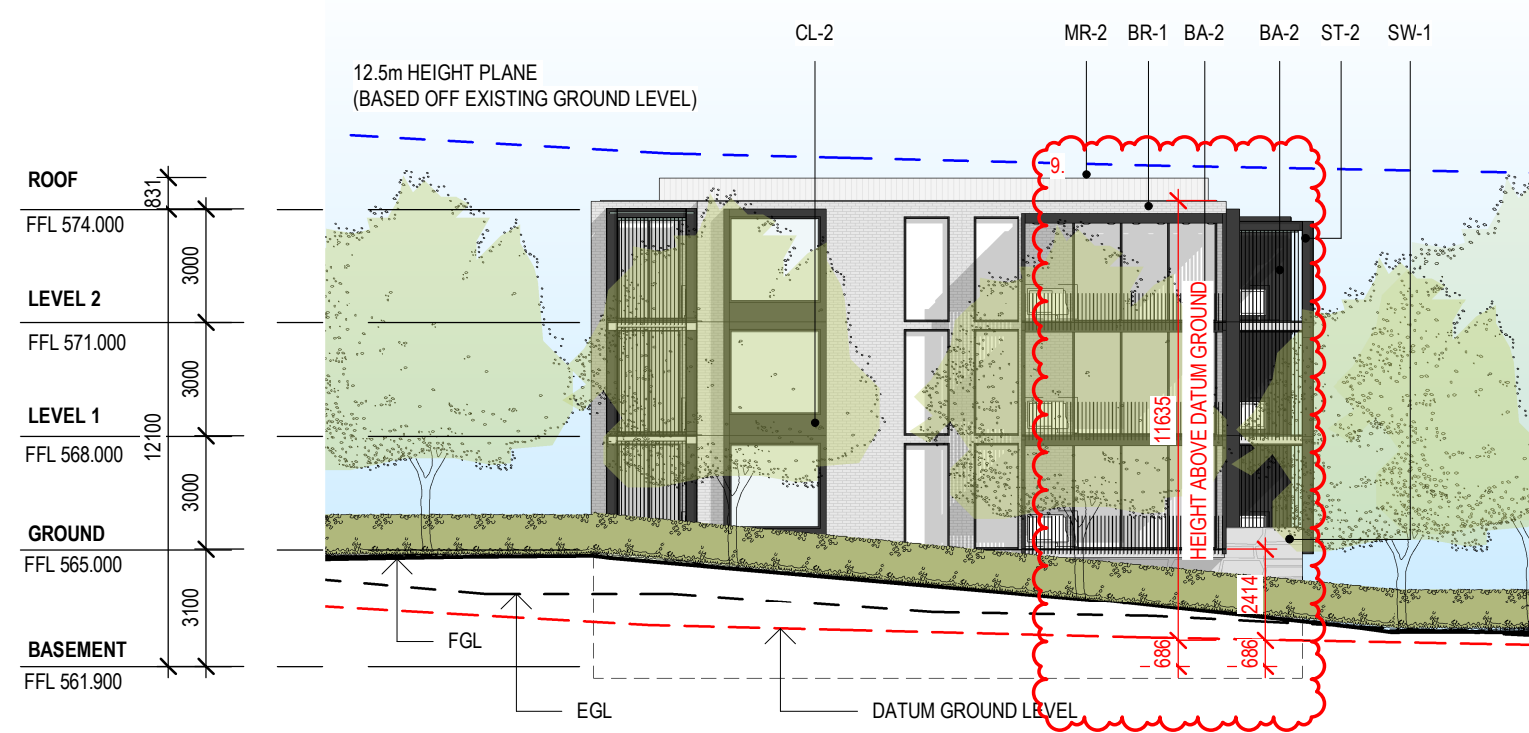 CL-2
MR-2
BR-1
BA-2
BA-2
ST-2
SW-1
12.5m HEIGHT PLANE
(BASED OFF EXISTING GROUND LEVEL)
9.
ROOF
FFL 574.000
831
3000
LEVEL 2
FFL 571.000
3000
LEVEL 1
FFL 568.000
12100
3000
GROUND
FFL 565.000
3100
BASEMENT
FFL 561.900
11635
HEIGHT ABOVE DATUM GROUND
2414
686
686
FGL
EGL
DATUM GROUND LEVEL